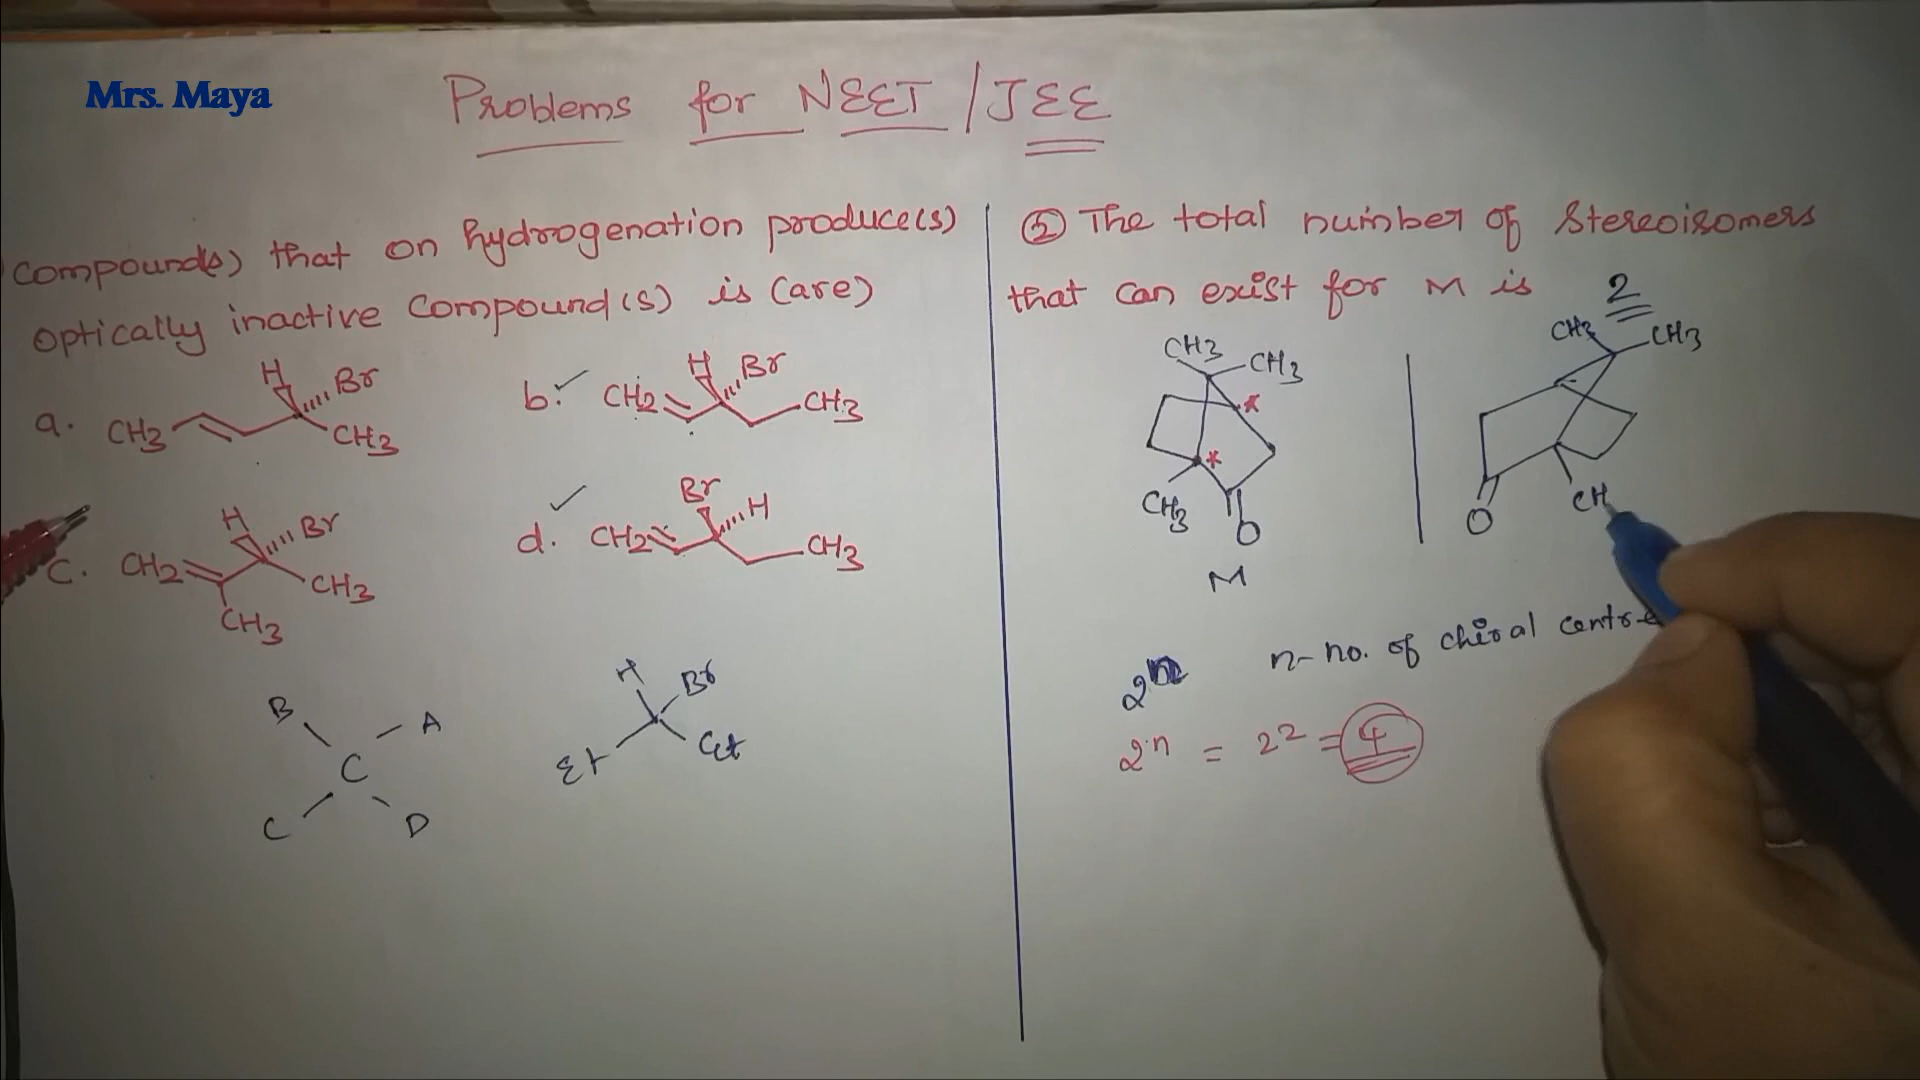 Mrs. Maya
Problems for NEET / JEE
Compound(s) that on hydrogenation produce(s)
optically inactive compound(s) is (are)
a. CH3 H Br CH3
b. CH2 H Br CH3
c. CH2 H Br CH3 CH3
d. CH2 Br H CH3
B A C C D
H Br Et Et
② The total number of stereoisomers
that can exist for M is 2
CH3 CH3 * * CH3 O
M
CH3 CH3 O CH
2n n- no. of chiral centre
2^n = 2^2 = 4